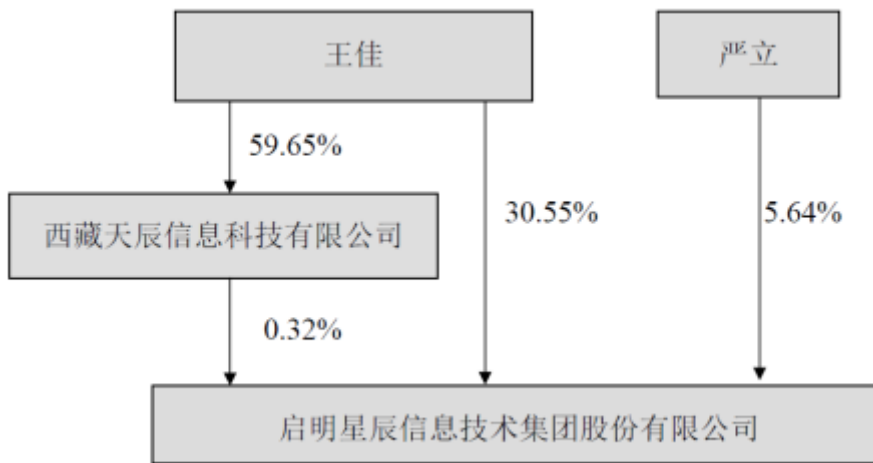 王佳
严立
59.65%
西藏天辰信息科技有限公司
30.55%
5.64%
0.32%
启明星辰信息技术集团股份有限公司